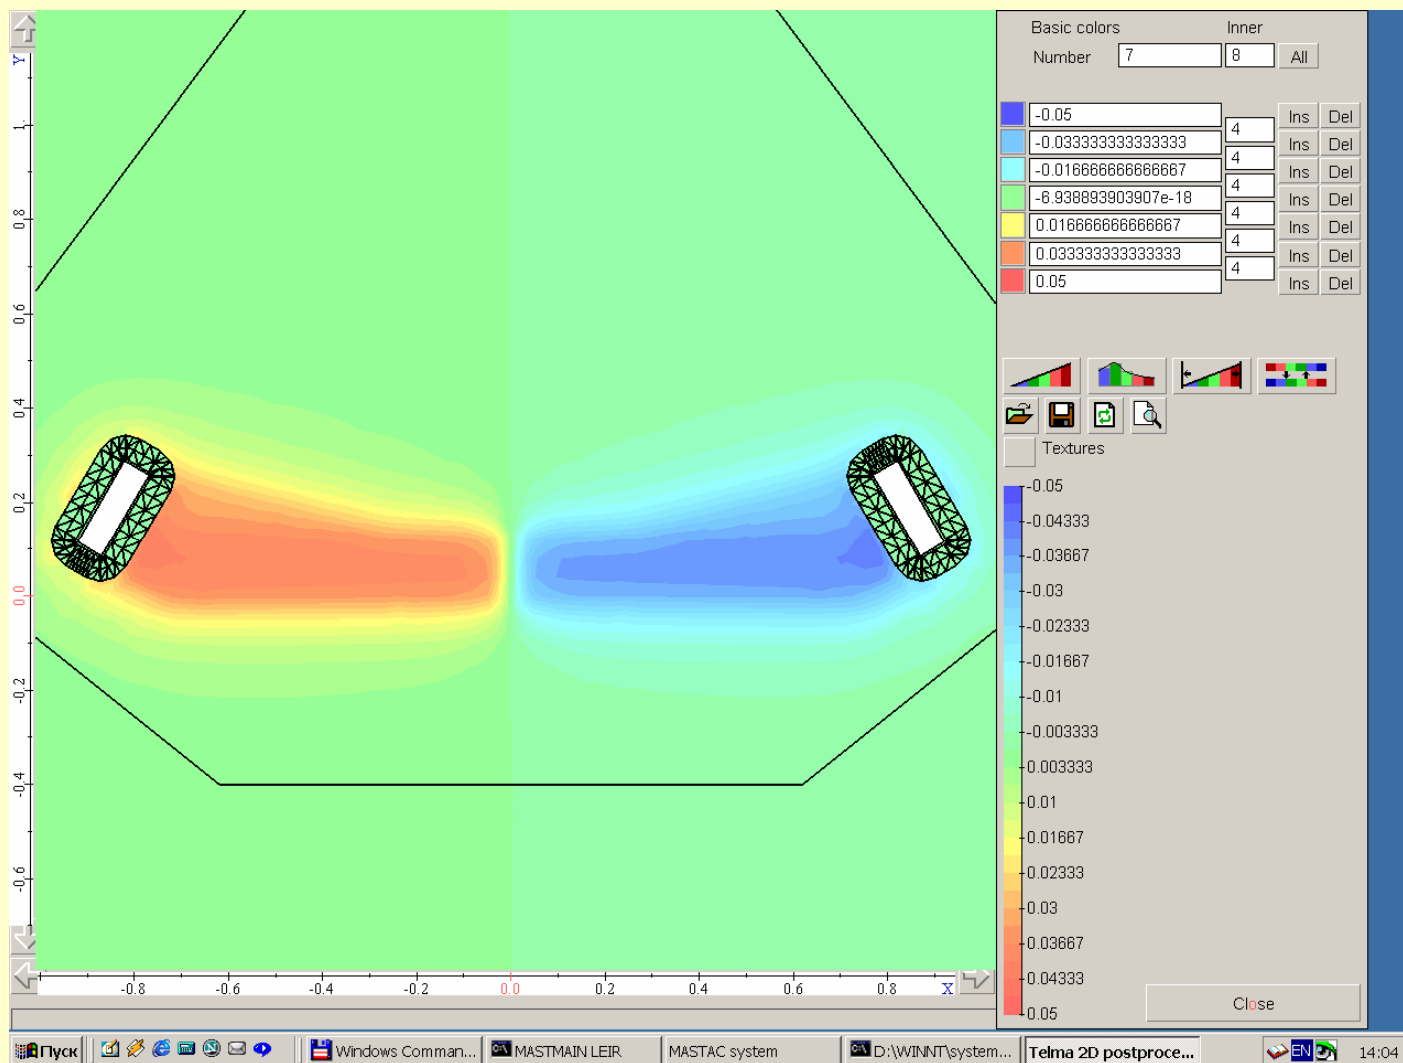 Basic colors Inner
Number 7 8 All
-0.05 Ins Del
4
-0.033333333333333 Ins Del
4
-0.016666666666667 Ins Del
4
-6.938893903907e-18 Ins Del
4
0.016666666666667 Ins Del
4
0.033333333333333 Ins Del
4
0.05 Ins Del
Textures
-0.05
-0.04333
-0.03667
-0.03
-0.02333
-0.01667
-0.01
-0.003333
0.003333
0.01
0.01667
0.02333
0.03
0.03667
0.04333
0.05
Close
Y
1.
0.8
0.6
0.4
0.2
0.0
-0.2
-0.4
-0.6
-0.8 -0.6 -0.4 -0.2 0.0 0.2 0.4 0.6 0.8 X
Пуск Windows Comman... MASTMAIN LEIR MASTAC system D:\WINNT\system... Telma 2D postproce... EN 14:04